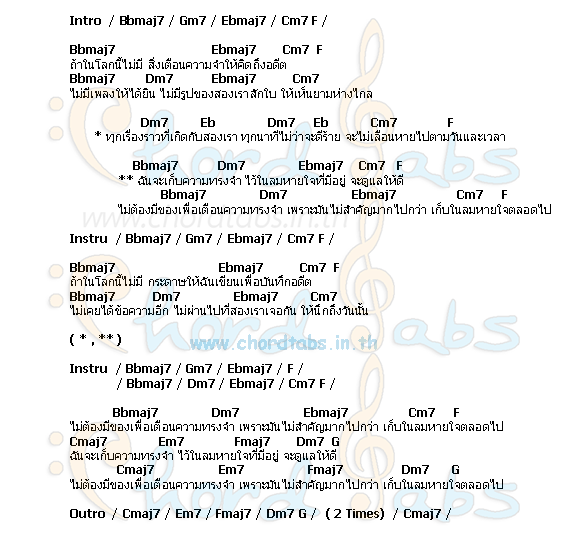 Intro / Bbmaj7 / Gm7 / Ebmaj7 / Cm7 F /
Bbmaj7 Ebmaj7 Cm7 F
ถ้าในโลกนี้ไม่มี สิ่งเตือนความจำให้คิดถึงอดีต
Bbmaj7 Dm7 Ebmaj7 Cm7
ไม่มีเพลงให้ได้ยิน ไม่มีรูปของสองเราสักใบ ให้เห็นยามห่างไกล
Dm7 Eb Dm7 Eb Cm7 F
* ทุกเรื่องราวที่เกิดกับสองเรา ทุกนาทีไม่ว่าจะดีร้าย จะไม่เลือนหายไปตามวันและเวลา
Bbmaj7 Dm7 Ebmaj7 Cm7 F
** ฉันจะเก็บความทรงจำ ไว้ในลมหายใจที่มีอยู่ จะดูแลให้ดี
Bbmaj7 Dm7 Ebmaj7 Cm7 F
ไม่ต้องมีของเพื่อเตือนความทรงจำ เพราะมันไม่สำคัญมากไปกว่า เก็บในลมหายใจตลอดไป
www.chordtabs.in.th
Instru / Bbmaj7 / Gm7 / Ebmaj7 / Cm7 F /
Bbmaj7 Ebmaj7 Cm7 F
ถ้าในโลกนี้ไม่มี กระดาษให้ฉันเขียนเพื่อบันทึกอดีต
Bbmaj7 Dm7 Ebmaj7 Cm7
ไม่เคยได้ข้อความอีก ไม่ผ่านไปที่สองเราเจอกัน ให้นึกถึงวันนั้น
( * , ** )
www.chordtabs.in.th
Instru / Bbmaj7 / Gm7 / Ebmaj7 / F /
/ Bbmaj7 / Dm7 / Ebmaj7 / Cm7 F /
Bbmaj7 Dm7 Ebmaj7 Cm7 F
ไม่ต้องมีของเพื่อเตือนความทรงจำ เพราะมันไม่สำคัญมากไปกว่า เก็บในลมหายใจตลอดไป
Cmaj7 Em7 Fmaj7 Dm7 G
ฉันจะเก็บความทรงจำ ไว้ในลมหายใจที่มีอยู่ จะดูแลให้ดี
Cmaj7 Em7 Fmaj7 Dm7 G
ไม่ต้องมีของเพื่อเตือนความทรงจำ เพราะมันไม่สำคัญมากไปกว่า เก็บในลมหายใจตลอดไป
Outro / Cmaj7 / Em7 / Fmaj7 / Dm7 G / ( 2 Times) / Cmaj7 /